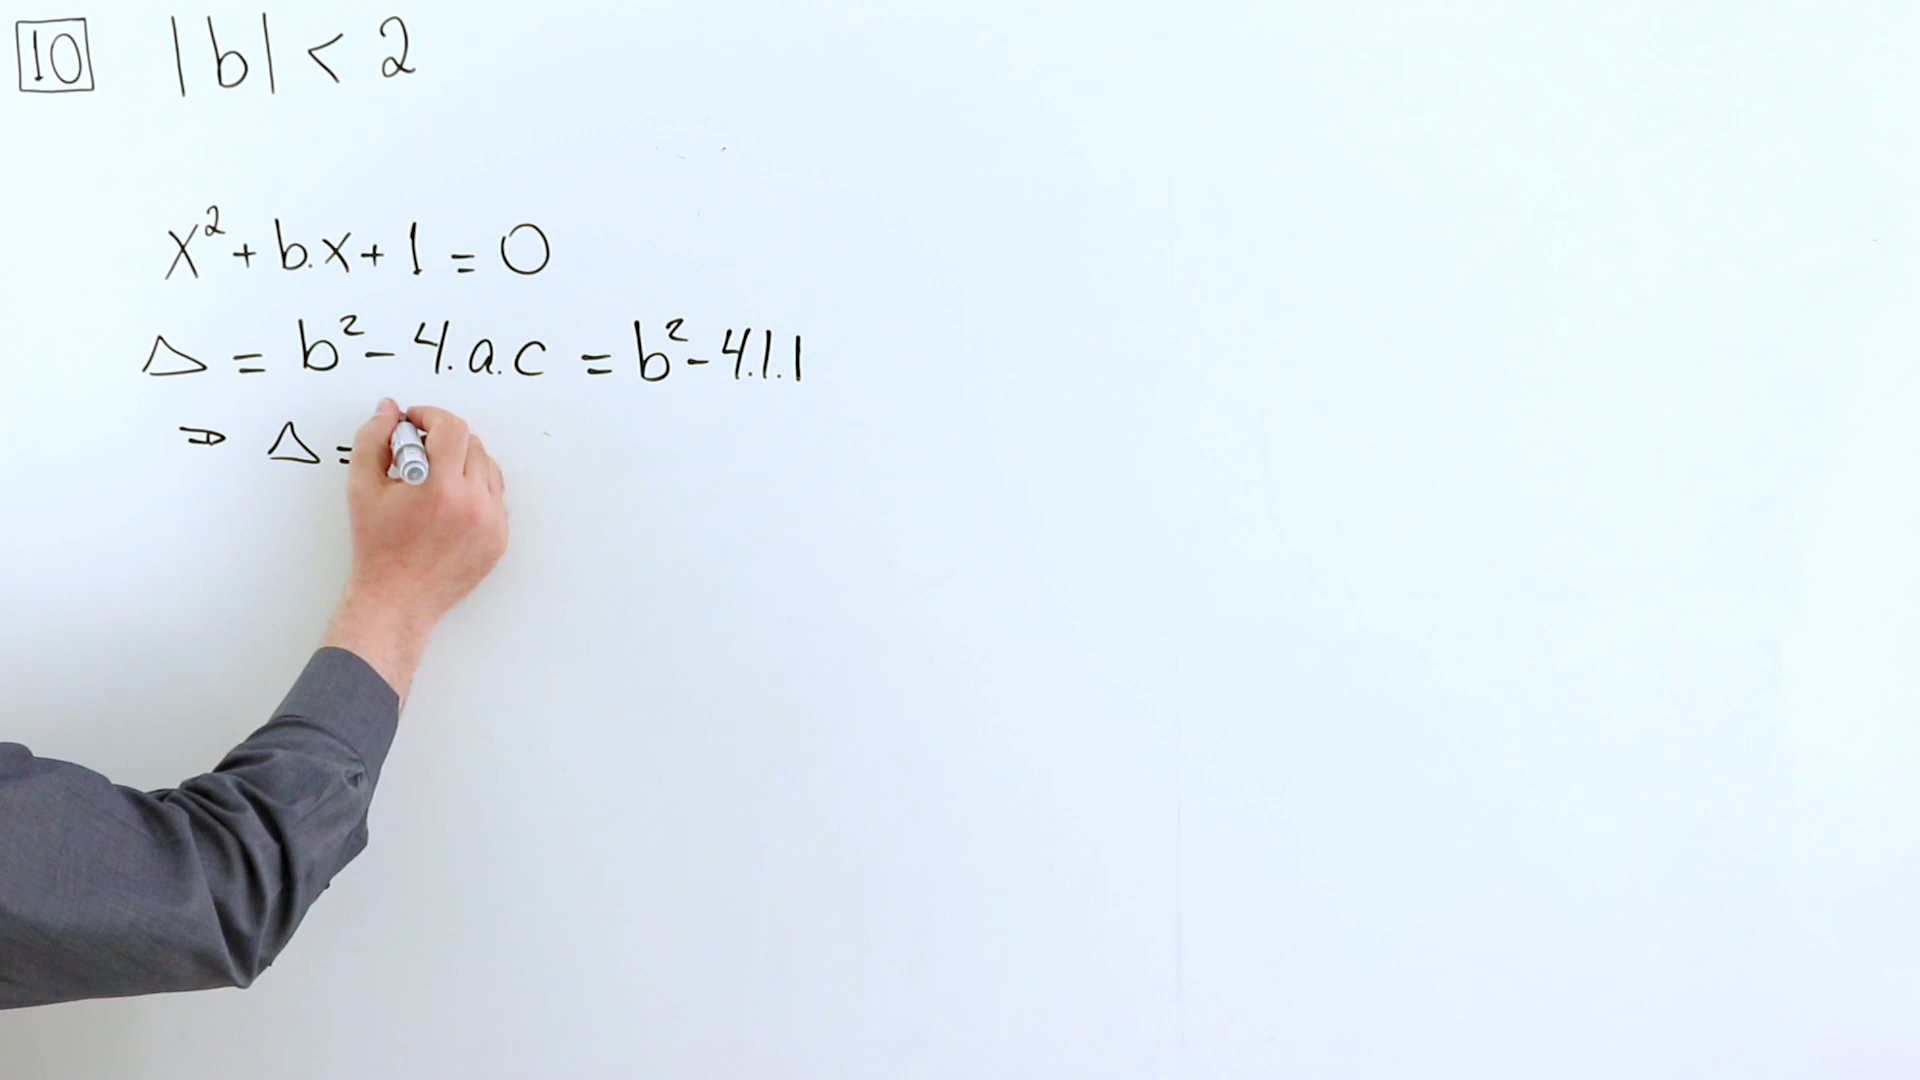 10 |b| < 2
x² + b.x + 1 = 0
Δ = b² - 4.a.c = b² - 4.1.1
⇒ Δ =